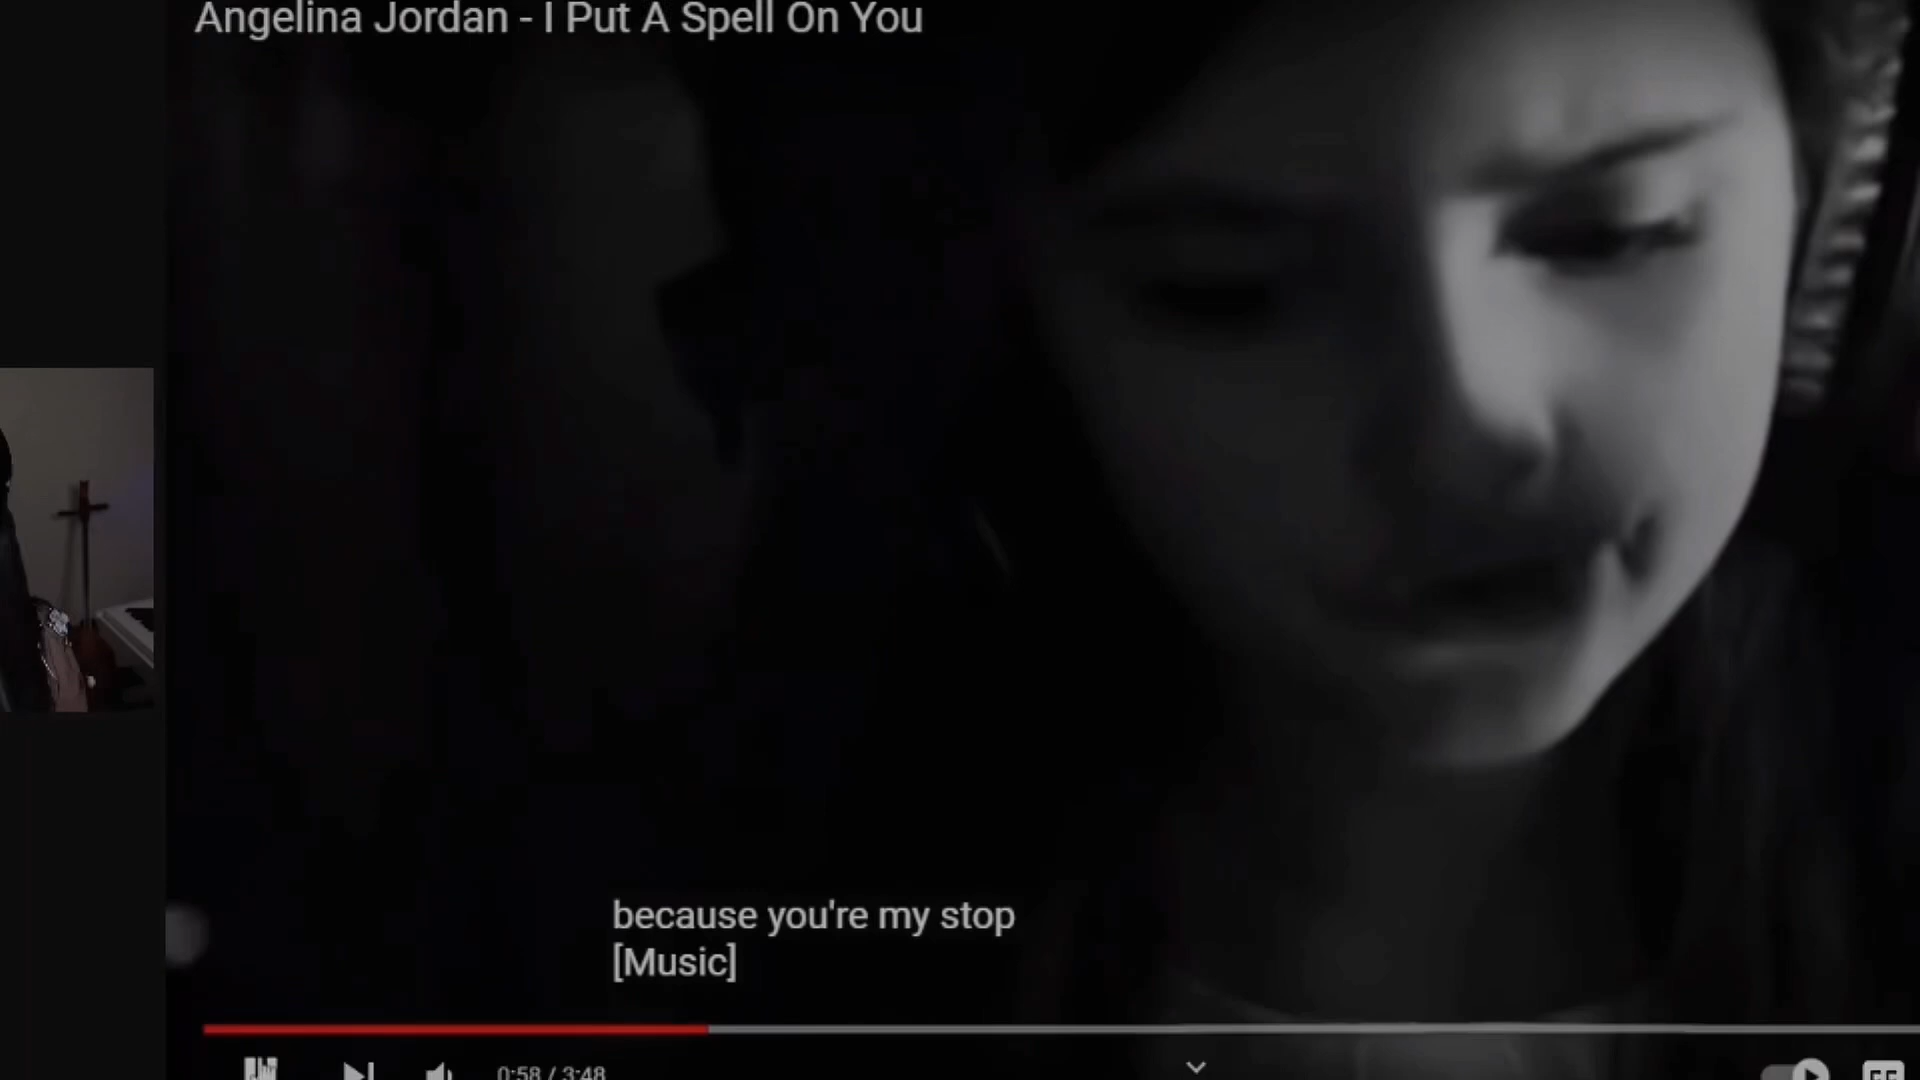 Angelina Jordan - I Put A Spell On You
because you're my stop
[Music]
0:58 / 3:48